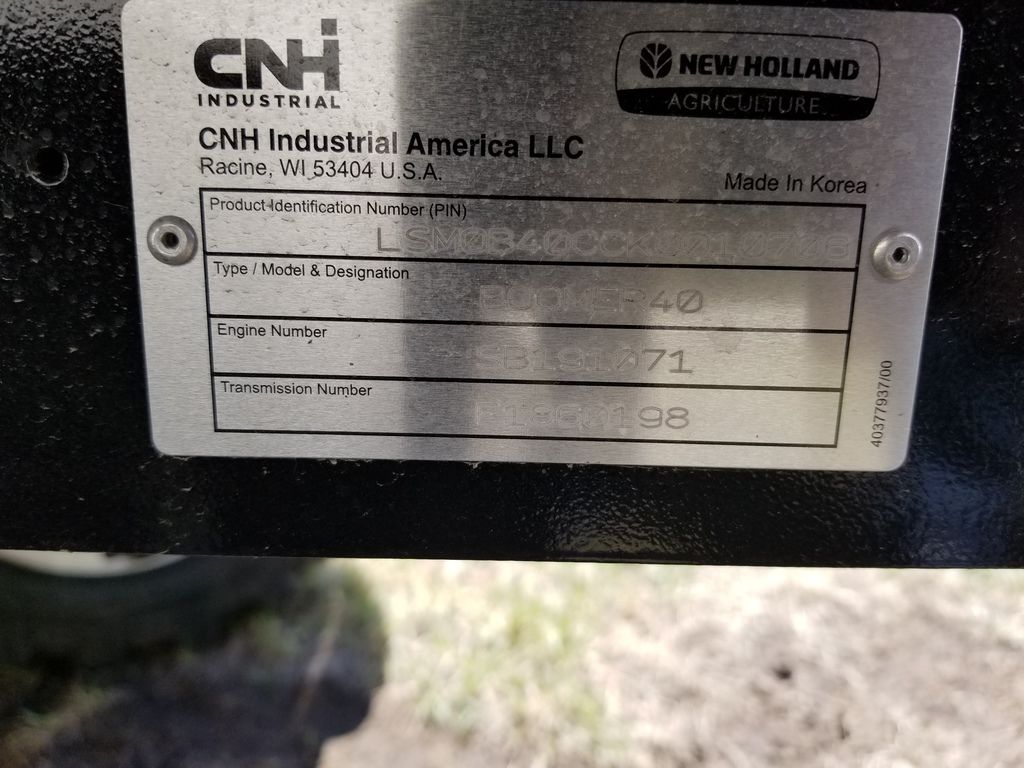 CNH
INDUSTRIAL
NEW HOLLAND
AGRICULTURE
CNH Industrial America LLC
Racine, WI 53404 U.S.A.
Made In Korea
Product Identification Number (PIN)
Type / Model & Designation
BOOMER40
Engine Number
SB191071
Transmission Number
40377937/00